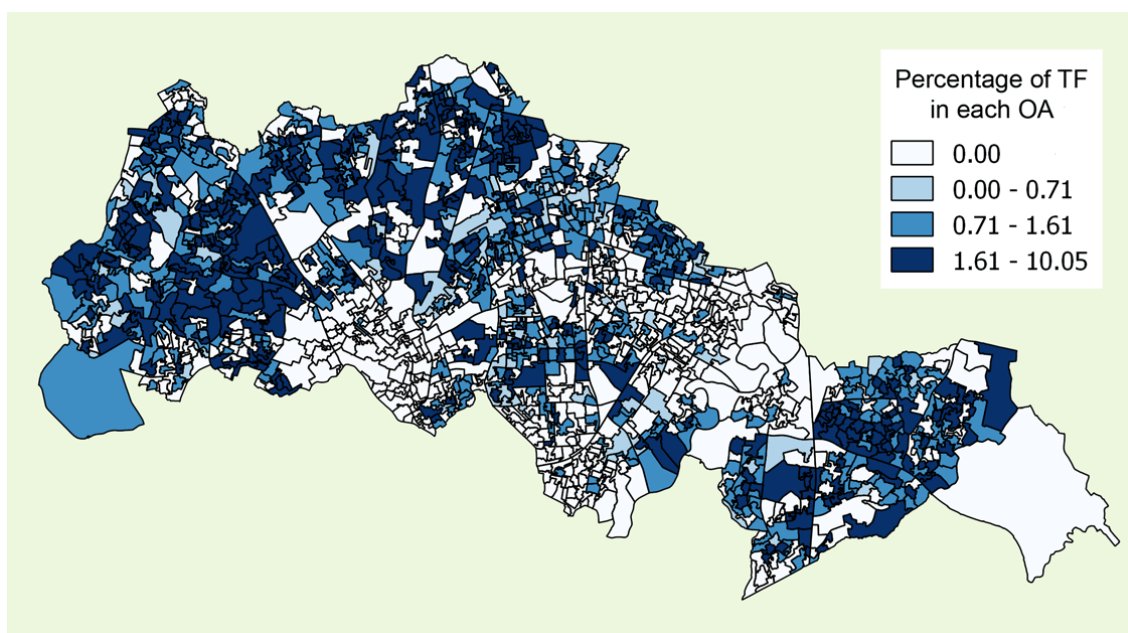 Percentage of TF
in each OA
0.00
0.00 - 0.71
0.71 - 1.61
1.61 - 10.05